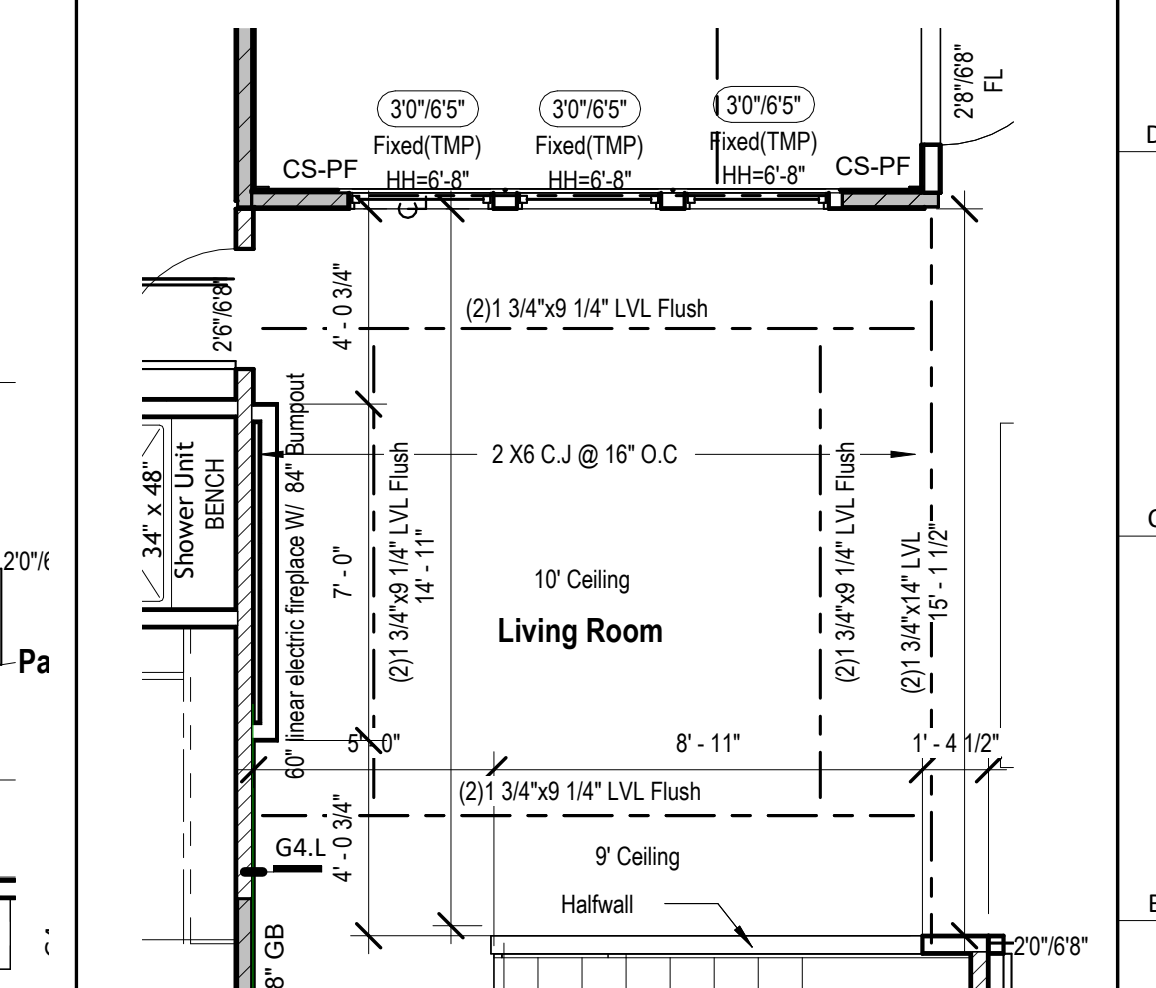 2'8"/6'8"
FL
3'0"/6'5"
3'0"/6'5"
3'0"/6'5"
Fixed(TMP)
Fixed(TMP)
Fixed(TMP)
CS-PF
HH=6'-8"
HH=6'-8"
HH=6'-8"
CS-PF
D
2'6"/6'8"
4' - 0 3/4"
(2)1 3/4"x9 1/4" LVL Flush
60" linear electric fireplace W/ 84" Bumpout
2 X6 C.J @ 16" O.C
34" x 48"
Shower Unit
BENCH
7' - 0"
(2)1 3/4"x9 1/4" LVL Flush
14' - 11"
10' Ceiling
Living Room
(2)1 3/4"x9 1/4" LVL Flush
(2)1 3/4"x14" LVL
15' - 1 1/2"
2'0"/6
Pa
5' - 0"
8' - 11"
1' - 4 1/2"
(2)1 3/4"x9 1/4" LVL Flush
G4.L
4' - 0 3/4"
9' Ceiling
Halfwall
2'0"/6'8"
8" GB